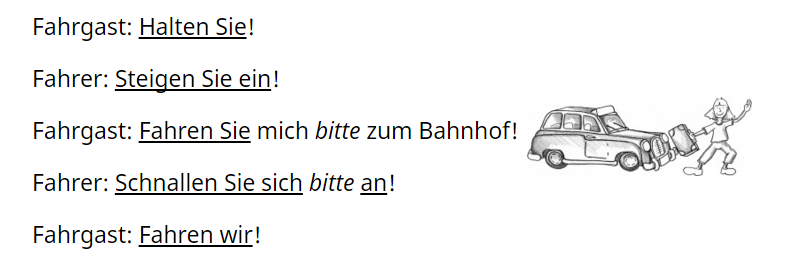 Fahrgast: Halten Sie!
Fahrer: Steigen Sie ein!
Fahrgast: Fahren Sie mich bitte zum Bahnhof!
Fahrer: Schnallen Sie sich bitte an!
Fahrgast: Fahren wir!